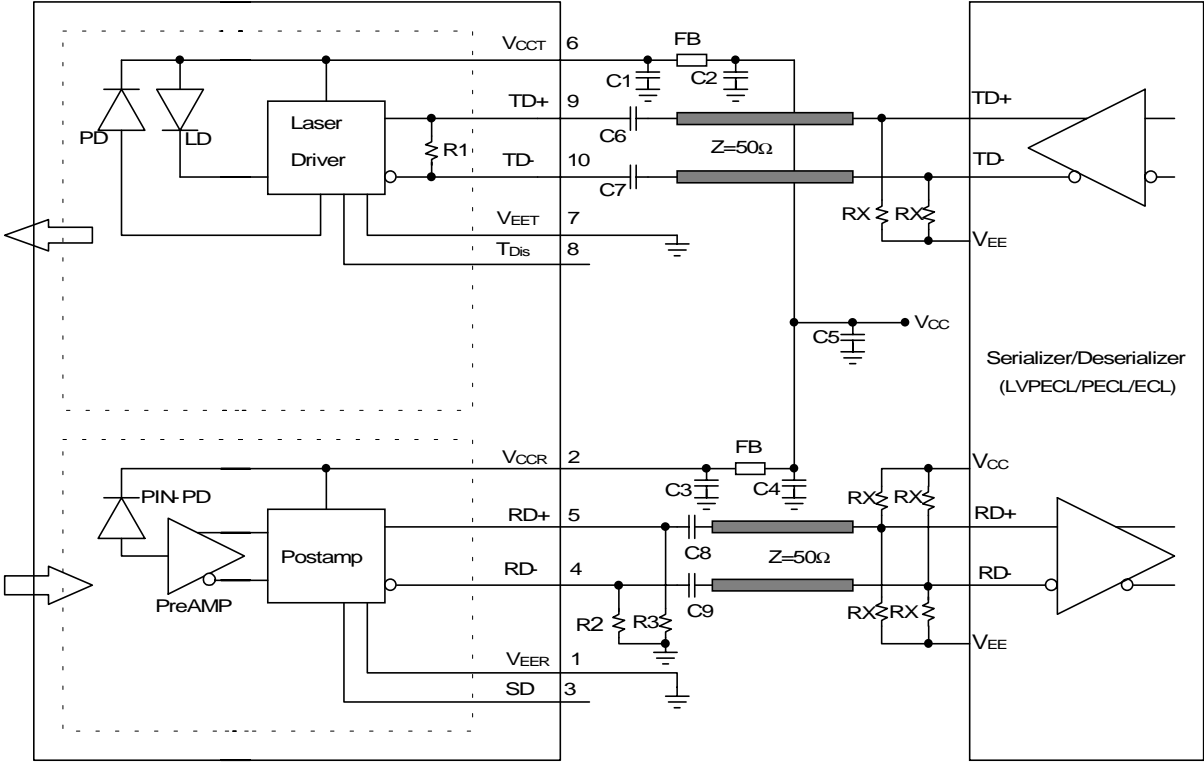 VCCT 6 FB
C1 C2
TD+ 9 TD+
PD LD Laser Driver R1 C6 Z=50Ω
TD- 10 TD-
C7
RX RX
VEET 7 VEE
TDis 8
C5 VCC
Serializer/Deserializer
(LVPECL/PECL/ECL)
VCCR 2 FB VCC
PIN-PD C3 C4 RX RX
RD+ 5 RD+
Postamp C8 Z=50Ω
RD- 4 RD-
PreAMP C9
R2 R3 RX RX
VEER 1 VEE
SD 3